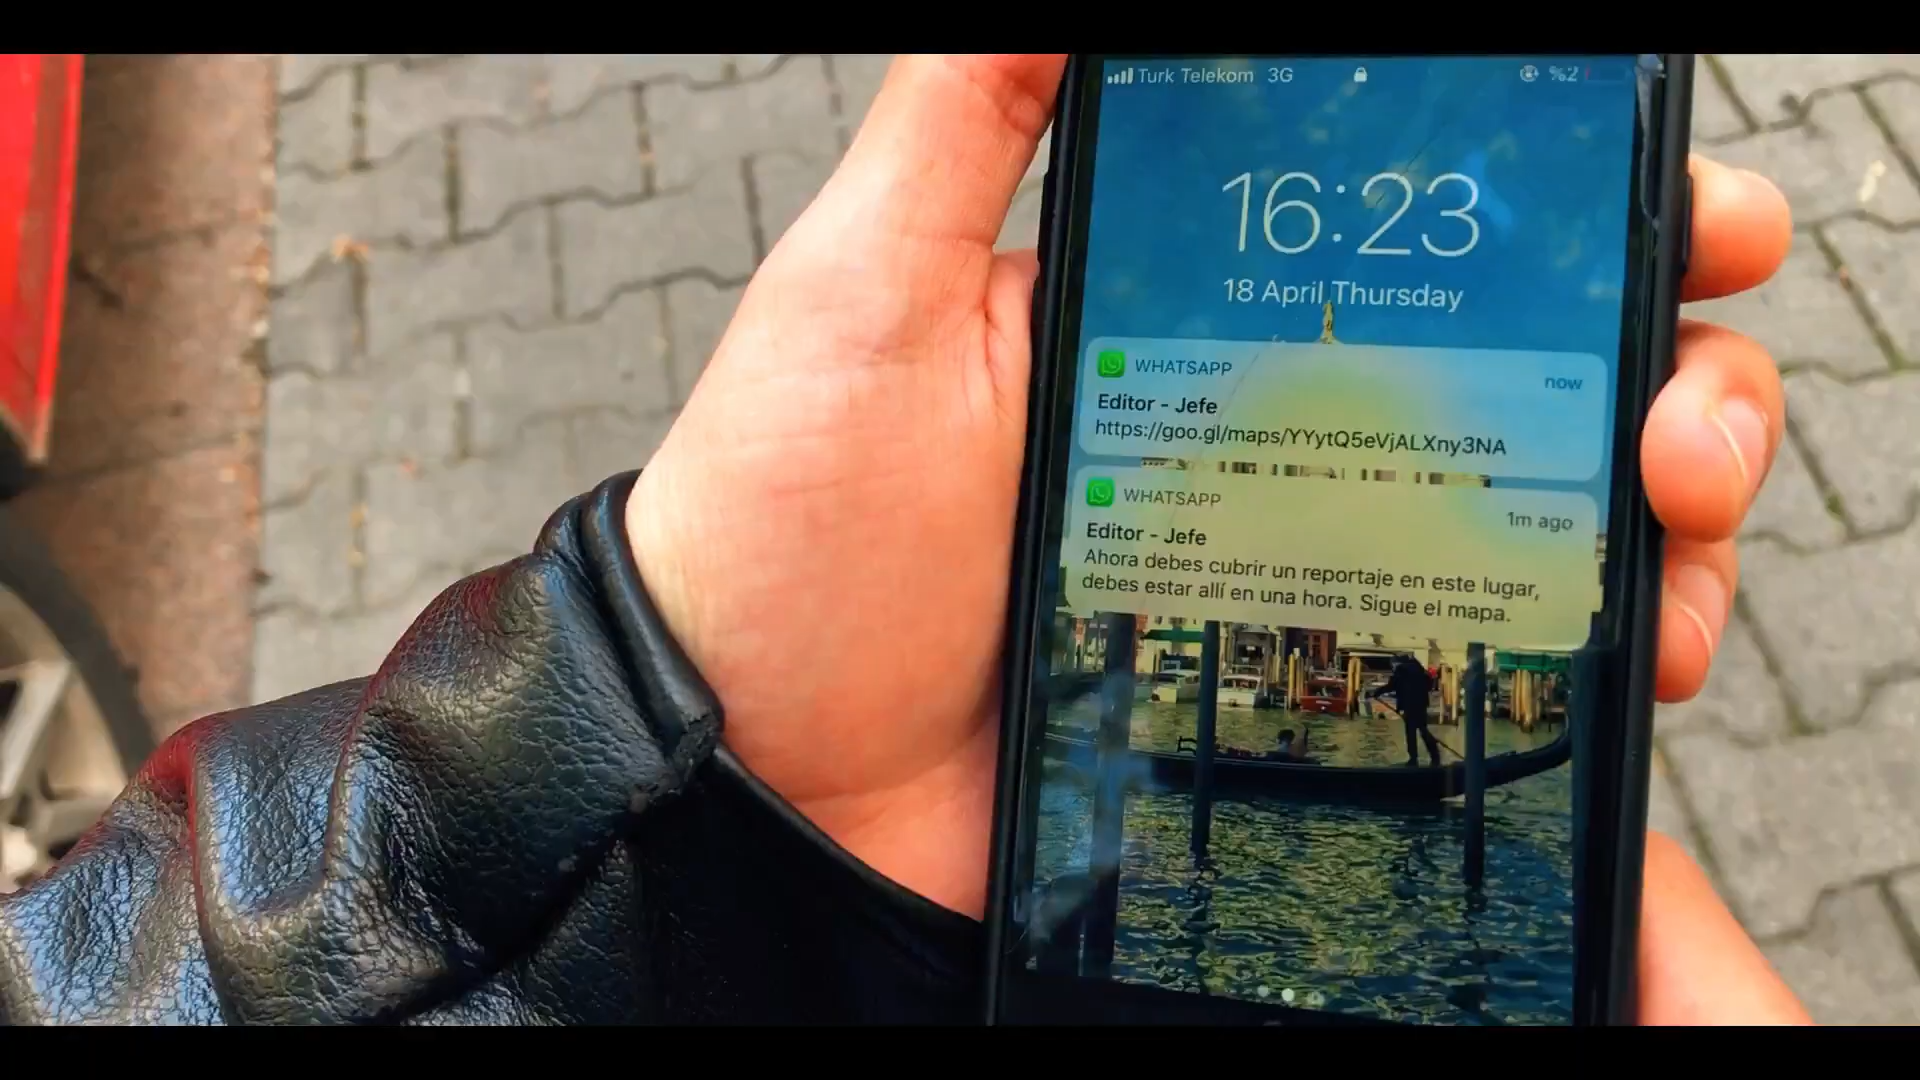 Turk Telekom 3G %2
16:23
18 April Thursday
WHATSAPP now
Editor - Jefe
https://goo.gl/maps/YYytQ5eVjALXny3NA
WHATSAPP 1m ago
Editor - Jefe
Ahora debes cubrir un reportaje en este lugar,
debes estar allí en una hora. Sigue el mapa.